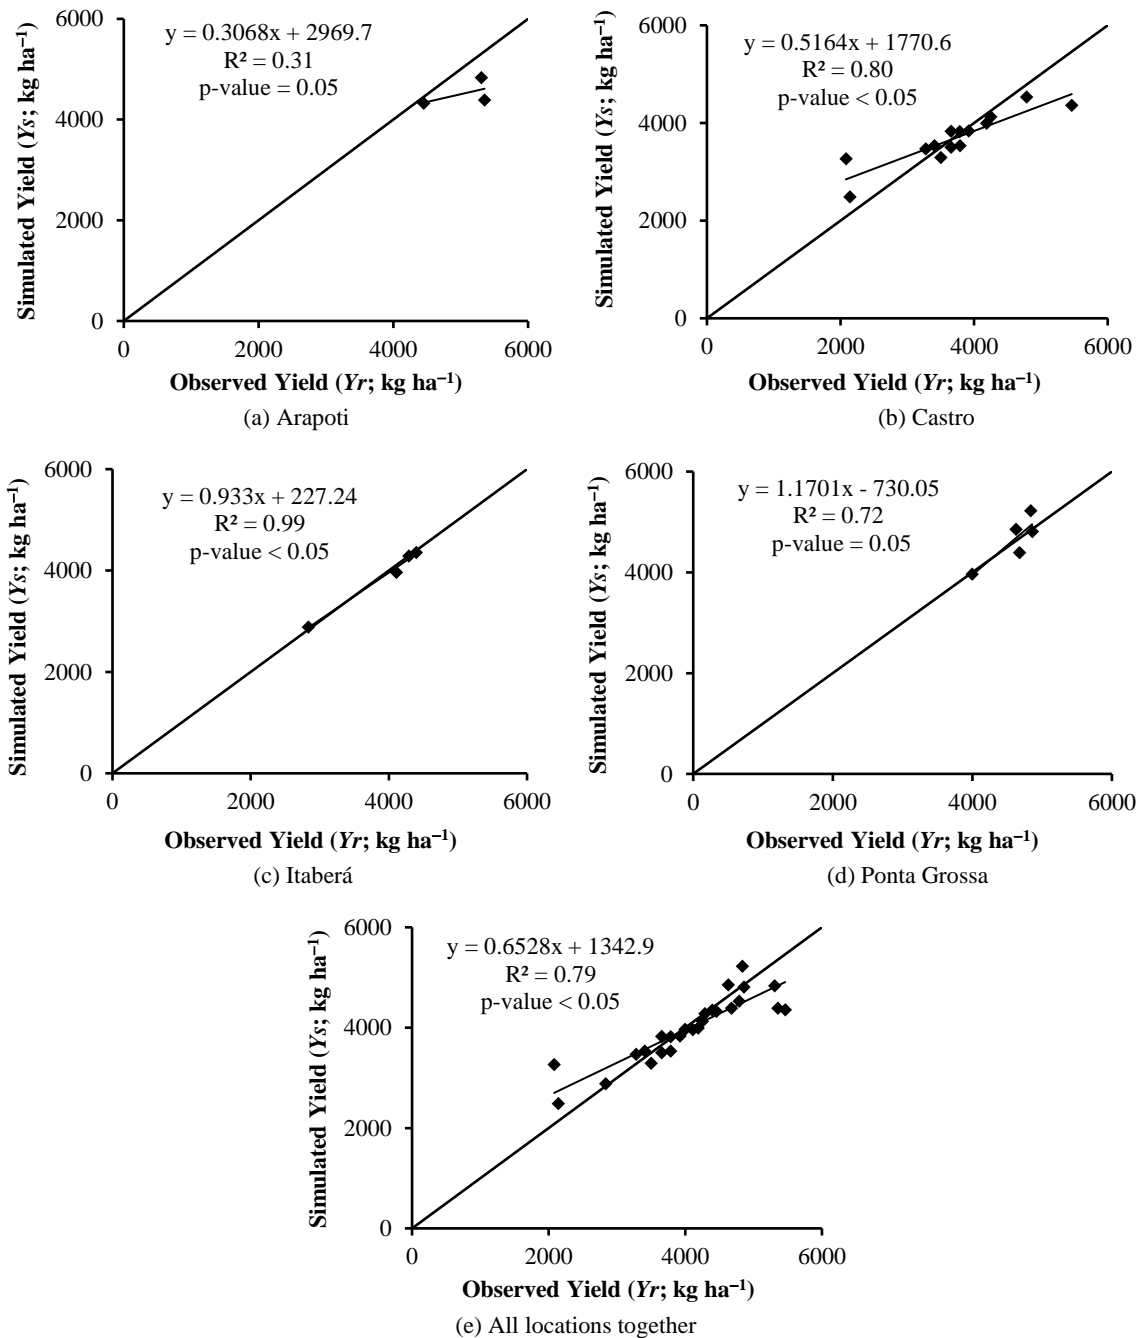 y = 0.3068x + 2969.7
R² = 0.31
p-value = 0.05
Simulated Yield (Ys; kg ha⁻¹)
6000
4000
2000
0
0 2000 4000 6000
Observed Yield (Yr; kg ha⁻¹)
(a) Arapoti
y = 0.5164x + 1770.6
R² = 0.80
p-value < 0.05
Simulated Yield (Ys; kg ha⁻¹)
6000
4000
2000
0
0 2000 4000 6000
Observed Yield (Yr; kg ha⁻¹)
(b) Castro
y = 0.933x + 227.24
R² = 0.99
p-value < 0.05
Simulated Yield (Ys; kg ha⁻¹)
6000
4000
2000
0
0 2000 4000 6000
Observed Yield (Yr; kg ha⁻¹)
(c) Itaberá
y = 1.1701x - 730.05
R² = 0.72
p-value = 0.05
Simulated Yield (Ys; kg ha⁻¹)
6000
4000
2000
0
0 2000 4000 6000
Observed Yield (Yr; kg ha⁻¹)
(d) Ponta Grossa
y = 0.6528x + 1342.9
R² = 0.79
p-value < 0.05
Simulated Yield (Ys; kg ha⁻¹)
6000
4000
2000
0
0 2000 4000 6000
Observed Yield (Yr; kg ha⁻¹)
(e) All locations together